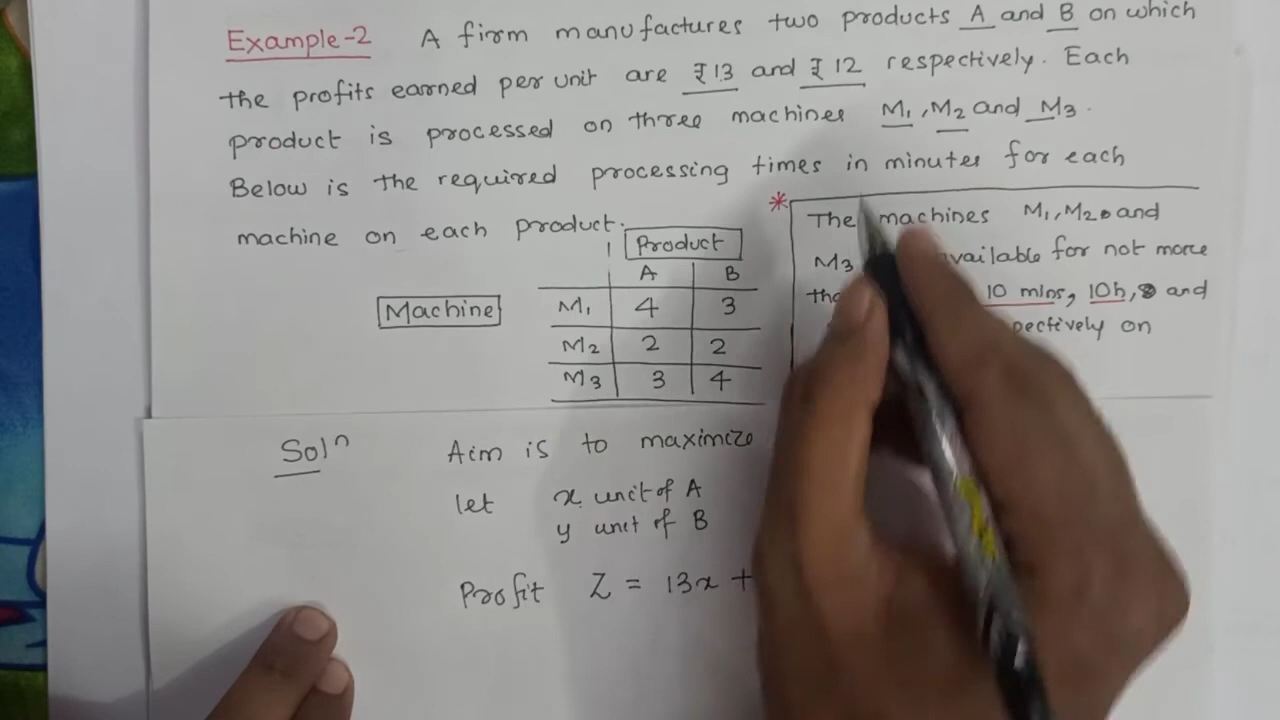 Example-2 A firm manufactures two products A and B on which
the profits earned per unit are ₹13 and ₹12 respectively. Each
product is processed on three machines M1, M2 and M3.
Below is the required processing times in minutes for each
machine on each product.
Product
A B
Machine
M1 4 3
M2 2 2
M3 3 4
* The machines M1, M2 and
M3 available for not more
10 mins, 10h, and
on
Soln Aim is to maximize
let x unit of A
y unit of B
Profit Z = 13x +